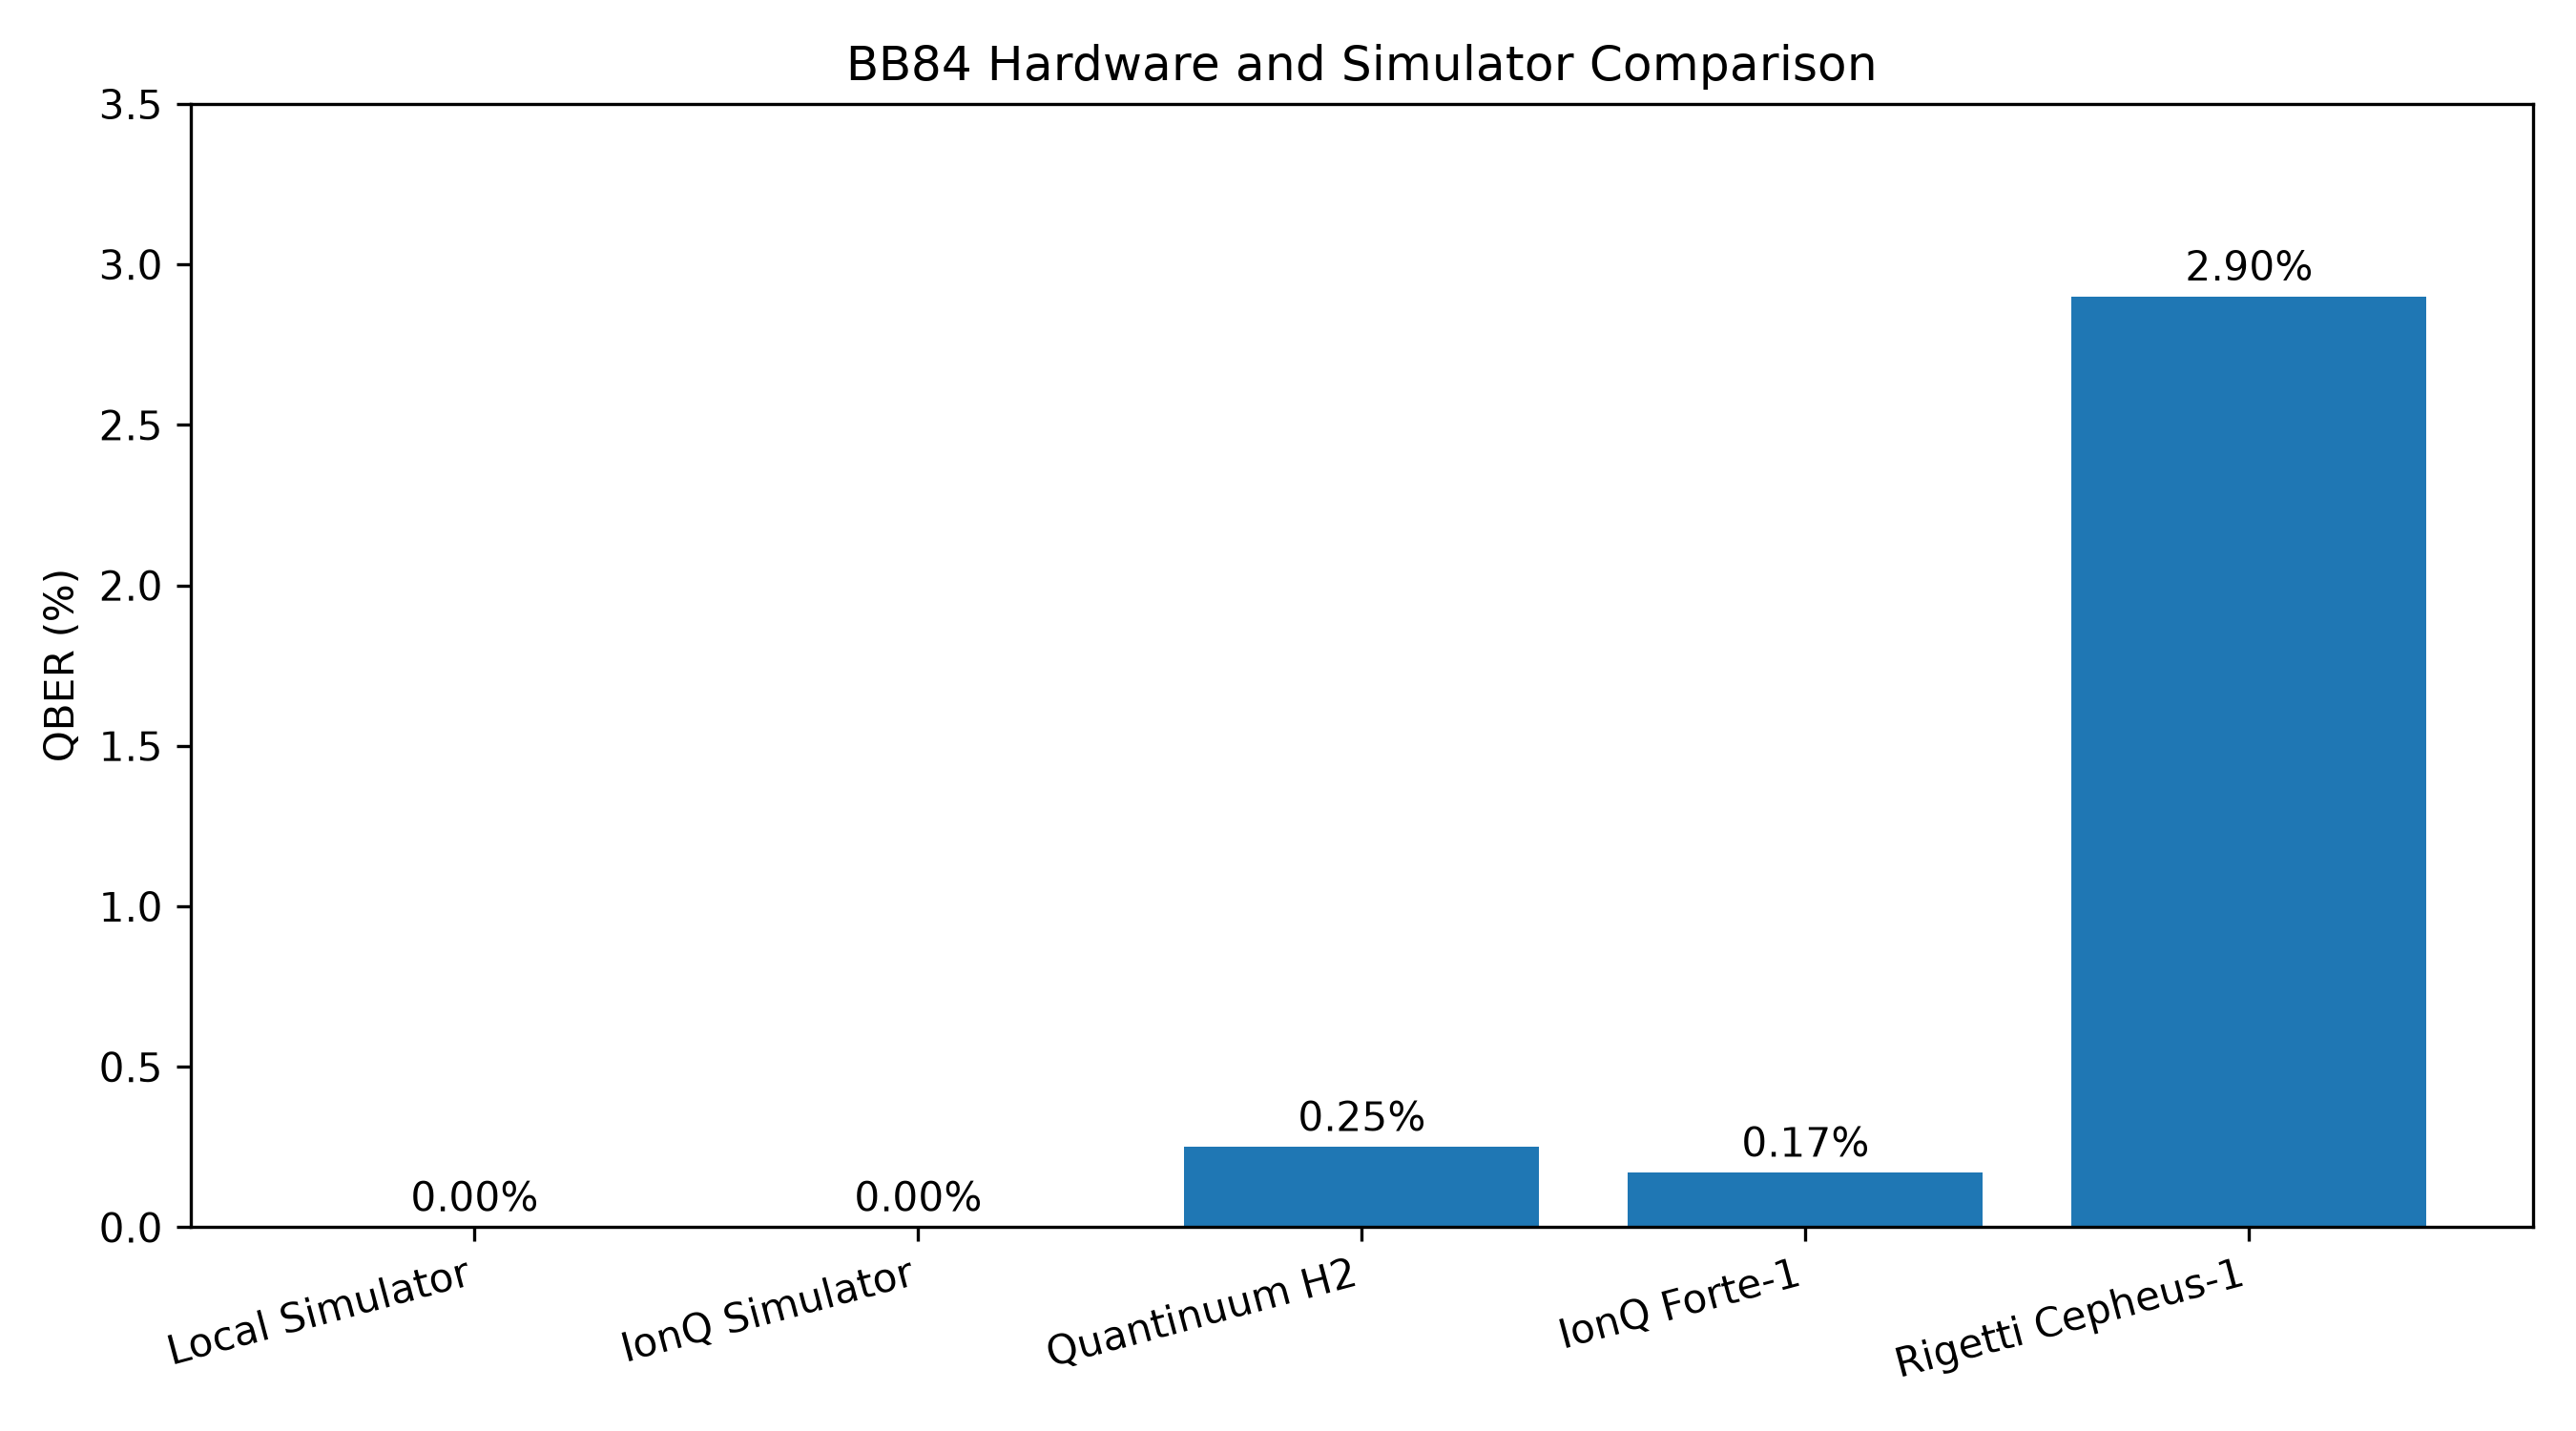 BB84 Hardware and Simulator Comparison
3.5
3.0
2.5
2.0
1.5
1.0
0.5
0.0
QBER (%)
0.00%
0.00%
0.25%
0.17%
2.90%
Local Simulator
IonQ Simulator
Quantinuum H2
IonQ Forte-1
Rigetti Cepheus-1